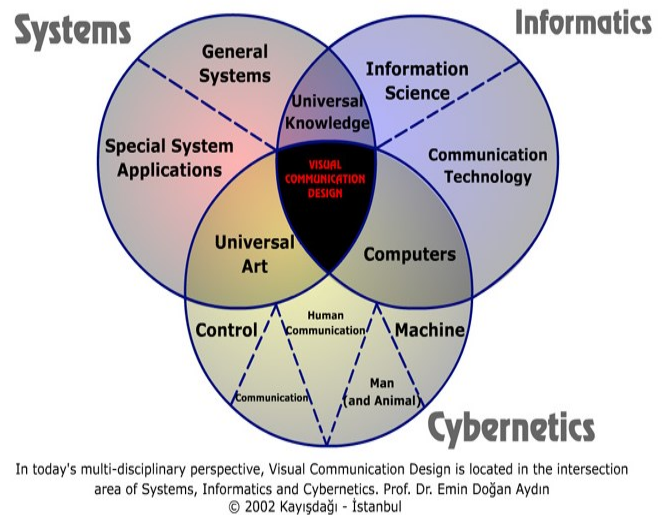 Systems
Informatics
General
Systems
Information
Science
Universal
Knowledge
Special System
Applications
VISUAL
COMMUNICATION
DESIGN
Communication
Technology
Universal
Art
Computers
Control
Human
Communication
Machine
Communication
Man
(and Animal)
Cybernetics
In today's multi-disciplinary perspective, Visual Communication Design is located in the intersection
area of Systems, Informatics and Cybernetics. Prof. Dr. Emin Doğan Aydın
© 2002 Kayışdağı - İstanbul